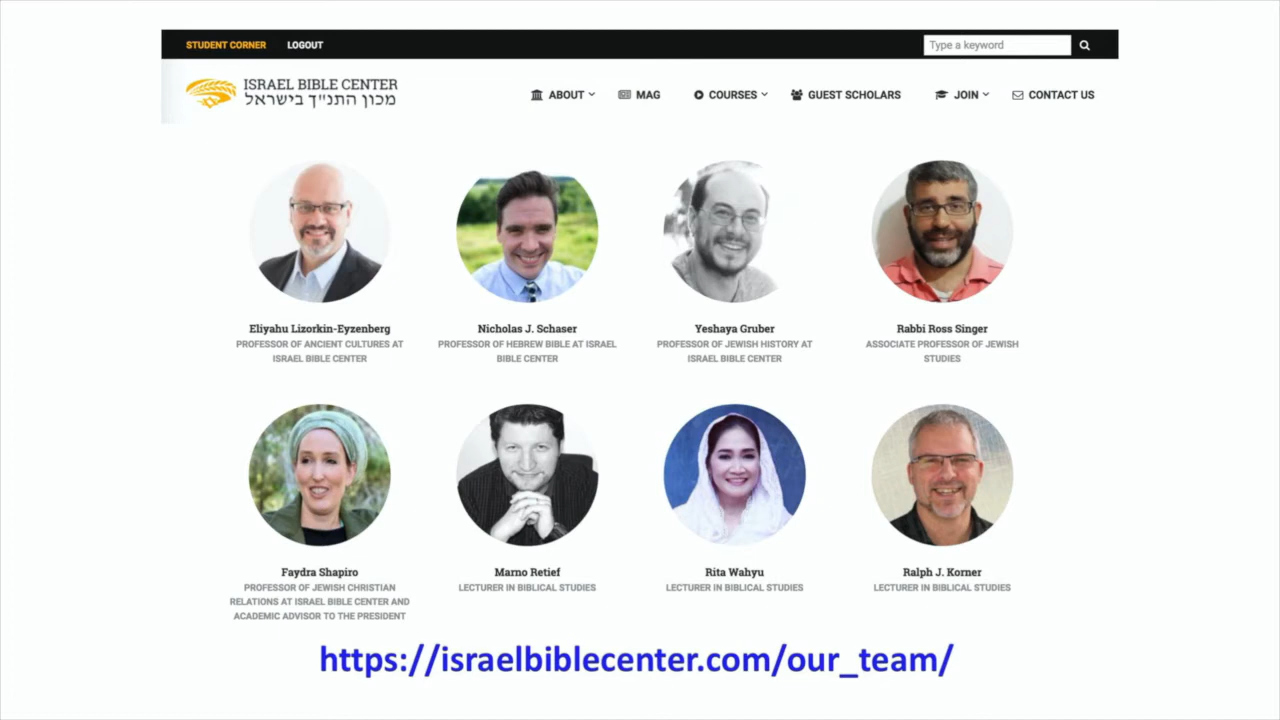 STUDENT CORNER LOGOUT Type a keyword
ISRAEL BIBLE CENTER
מכון התנ"ך בישראל
ABOUT MAG COURSES GUEST SCHOLARS JOIN CONTACT US
Eliyahu Lizorkin-Eyzenberg
PROFESSOR OF ANCIENT CULTURES AT
ISRAEL BIBLE CENTER
Nicholas J. Schaser
PROFESSOR OF HEBREW BIBLE AT ISRAEL
BIBLE CENTER
Yeshaya Gruber
PROFESSOR OF JEWISH HISTORY AT
ISRAEL BIBLE CENTER
Rabbi Ross Singer
ASSOCIATE PROFESSOR OF JEWISH
STUDIES
Faydra Shapiro
PROFESSOR OF JEWISH CHRISTIAN
RELATIONS AT ISRAEL BIBLE CENTER AND
ACADEMIC ADVISOR TO THE PRESIDENT
Marno Retief
LECTURER IN BIBLICAL STUDIES
Rita Wahyu
LECTURER IN BIBLICAL STUDIES
Ralph J. Korner
LECTURER IN BIBLICAL STUDIES
https://israelbiblecenter.com/our_team/